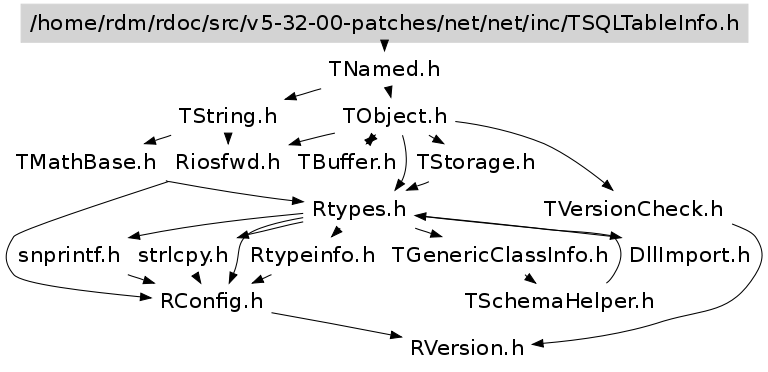 /home/rdm/rdoc/src/v5-32-00-patches/net/net/inc/TSQLTableInfo.h
TNamed.h
TString.h TObject.h
TMathBase.h Riosfwd.h TBuffer.h TStorage.h
Rtypes.h TVersionCheck.h
snprintf.h strlcpy.h Rtypeinfo.h TGenericClassInfo.h DllImport.h
RConfig.h TSchemaHelper.h
RVersion.h